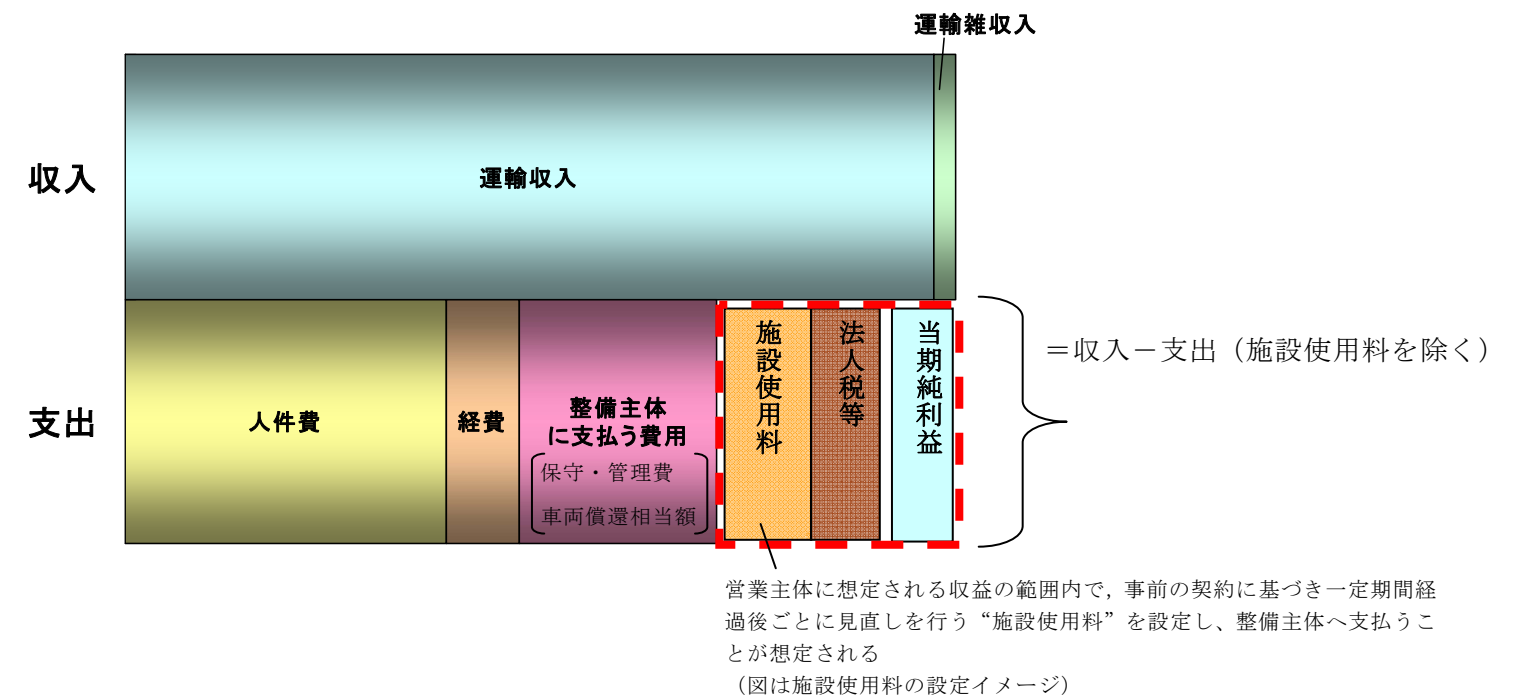 運輸雑収入
収入
運輸収入
支出
人件費
経費
整備主体
に支払う費用
保守・管理費
車両償還相当額
施設使用料
法人税等
当期純利益
＝収入－支出（施設使用料を除く）
営業主体に想定される収益の範囲内で,事前の契約に基づき一定期間経
過後ごとに見直しを行う“施設使用料”を設定し、整備主体へ支払うこ
とが想定される
（図は施設使用料の設定イメージ）